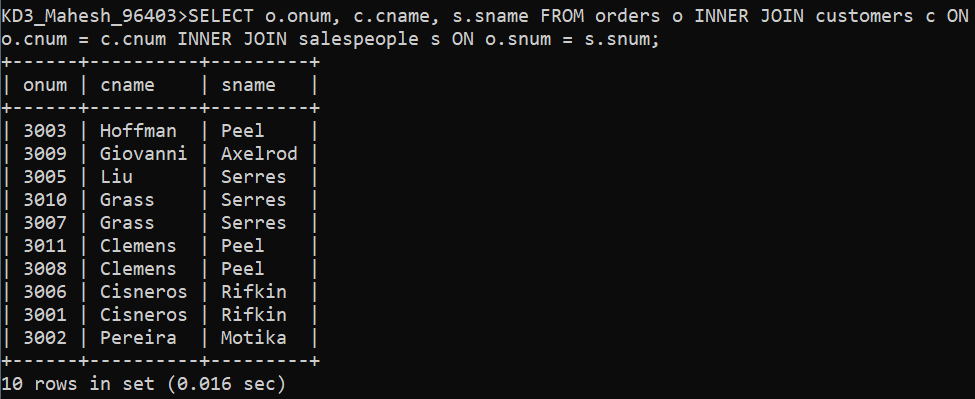 KD3_Mahesh_96403>SELECT o.onum, c.cname, s.sname FROM orders o INNER JOIN customers c ON
o.cnum = c.cnum INNER JOIN salespeople s ON o.snum = s.snum;
+------+----------+---------+
| onum | cname    | sname   |
+------+----------+---------+
| 3003 | Hoffman  | Peel    |
| 3009 | Giovanni | Axelrod |
| 3005 | Liu      | Serres  |
| 3010 | Grass    | Serres  |
| 3007 | Grass    | Serres  |
| 3011 | Clemens  | Peel    |
| 3008 | Clemens  | Peel    |
| 3006 | Cisneros | Rifkin  |
| 3001 | Cisneros | Rifkin  |
| 3002 | Pereira  | Motika  |
+------+----------+---------+
10 rows in set (0.016 sec)